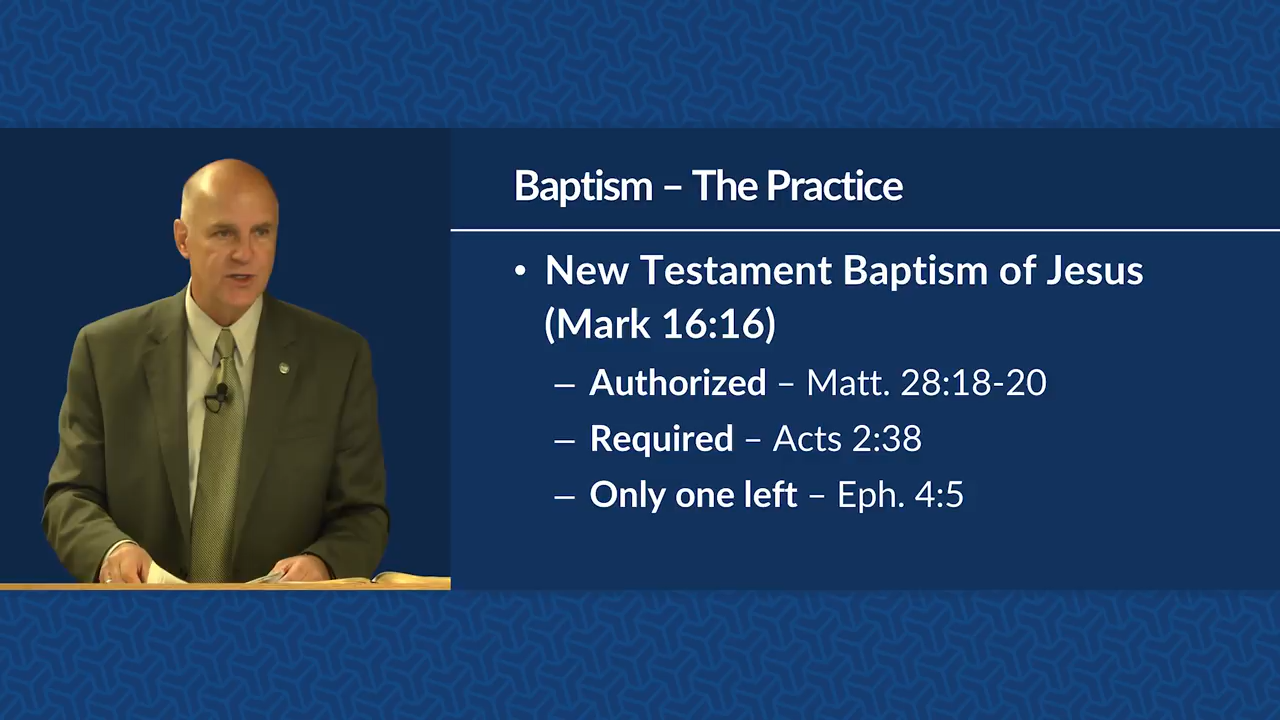 Baptism – The Practice
• New Testament Baptism of Jesus
(Mark 16:16)
– Authorized – Matt. 28:18-20
– Required – Acts 2:38
– Only one left – Eph. 4:5